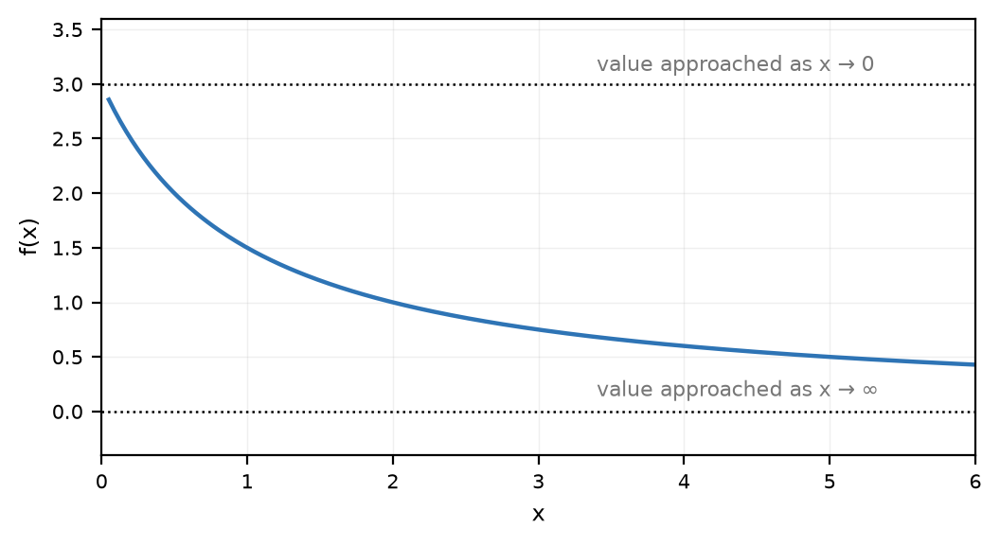 3.5
value approached as x → 0
3.0
2.5
2.0
f(x)
1.5
1.0
0.5
value approached as x → ∞
0.0
0 1 2 3 4 5 6
x